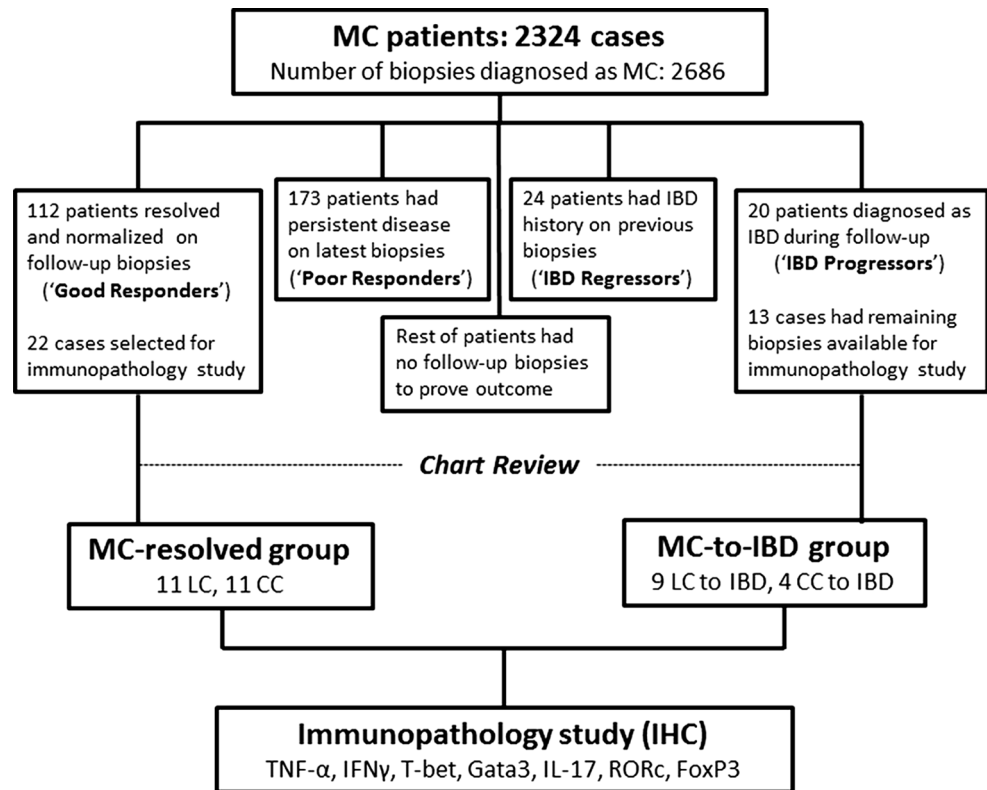 MC patients: 2324 cases
Number of biopsies diagnosed as MC: 2686
112 patients resolved
and normalized on
follow-up biopsies
(‘Good Responders’)
22 cases selected for
immunopathology study
173 patients had
persistent disease
on latest biopsies
(‘Poor Responders’)
Rest of patients had
no follow-up biopsies
to prove outcome
24 patients had IBD
history on previous
biopsies
(‘IBD Regressors’)
20 patients diagnosed as
IBD during follow-up
(‘IBD Progressors’)
13 cases had remaining
biopsies available for
immunopathology study
Chart Review
MC-resolved group
11 LC, 11 CC
MC-to-IBD group
9 LC to IBD, 4 CC to IBD
Immunopathology study (IHC)
TNF-α, IFNγ, T-bet, Gata3, IL-17, RORc, FoxP3